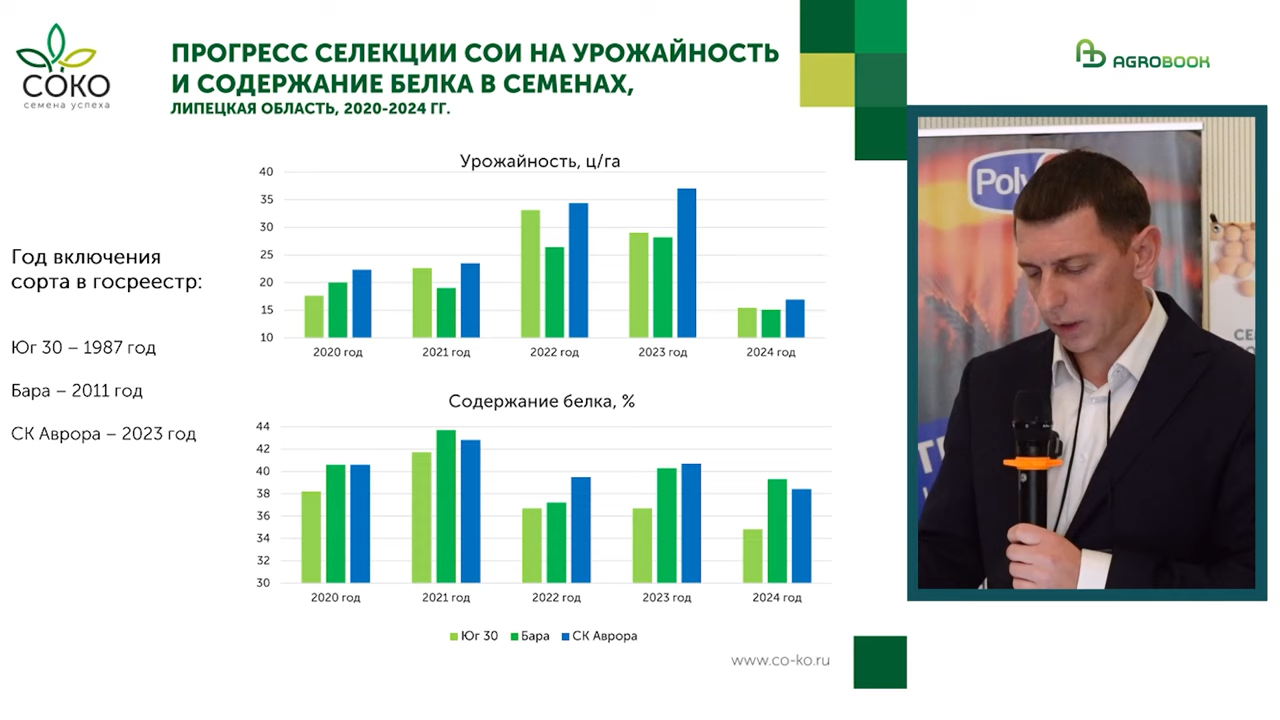 СОКО
семена успеха
ПРОГРЕСС СЕЛЕКЦИИ СОИ НА УРОЖАЙНОСТЬ
И СОДЕРЖАНИЕ БЕЛКА В СЕМЕНАХ,
ЛИПЕЦКАЯ ОБЛАСТЬ, 2020-2024 ГГ.
AGROBOOK
Год включения
сорта в госреестр:
Юг 30 – 1987 год
Бара – 2011 год
СК Аврора – 2023 год
Урожайность, ц/га
40
35
30
25
20
15
10
2020 год 2021 год 2022 год 2023 год 2024 год
Содержание белка, %
44
42
40
38
36
34
32
30
2020 год 2021 год 2022 год 2023 год 2024 год
Юг 30 Бара СК Аврора
www.co-ko.ru